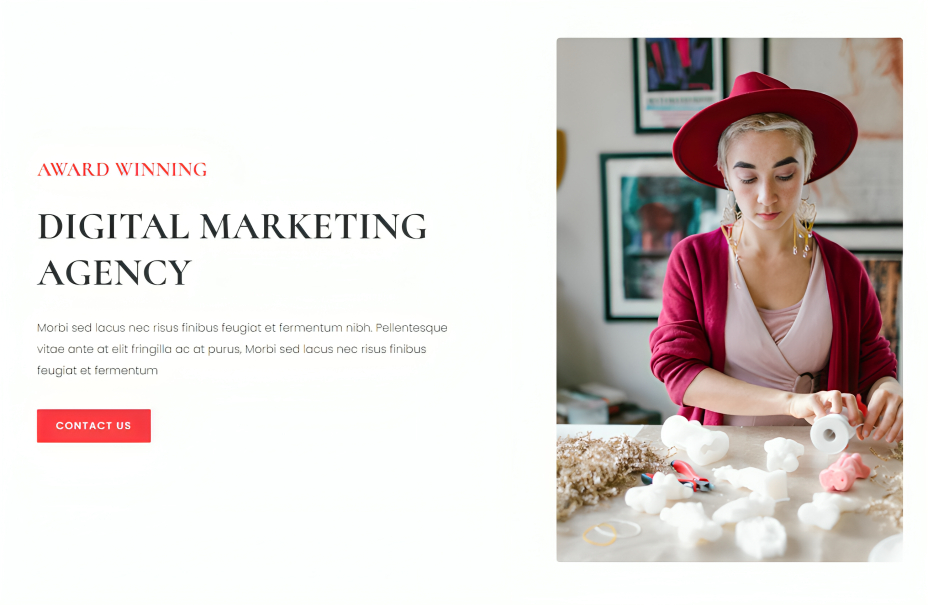 AWARD WINNING
DIGITAL MARKETING
AGENCY
Morbi sed lacus nec risus finibus feugiat et fermentum nibh. Pellentesque
vitae ante at elit fringilla ac at purus, Morbi sed lacus nec risus finibus
feugiat et fermentum
CONTACT US